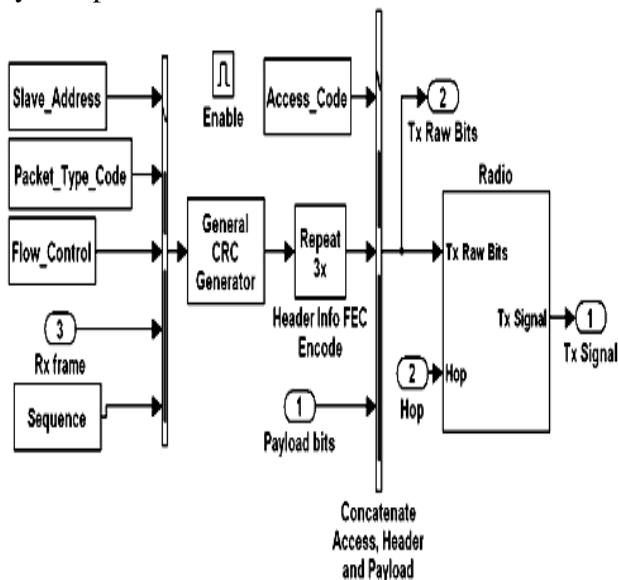 Slave_Address
Packet_Type_Code
Flow_Control
3
Rx frame
Sequence
Enable
General
CRC
Generator
Access_Code
Repeat
3x
Header Info FEC
Encode
1
Payload bits
Concatenate
Access, Header
and Payload
2
Tx Raw Bits
Radio
Tx Raw Bits
Tx Signal
Hop
2
Hop
1
Tx Signal